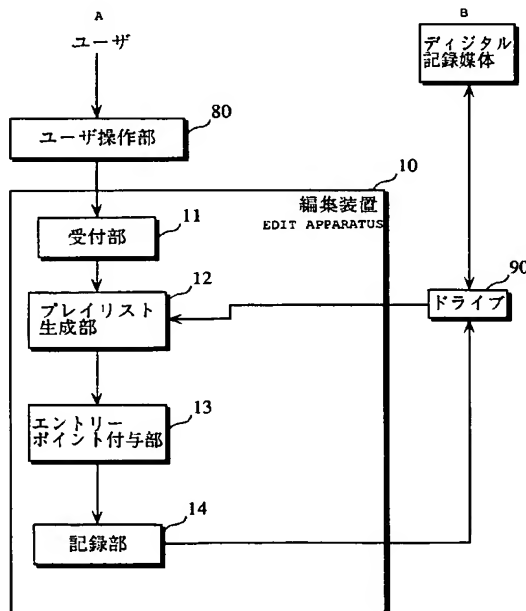 A
ユーザ
B
ディジタル
記録媒体
80
ユーザ操作部
10
編集装置
EDIT APPARATUS
11
受付部
12
プレイリスト
生成部
90
ドライブ
13
エントリー
ポイント付与部
14
記録部